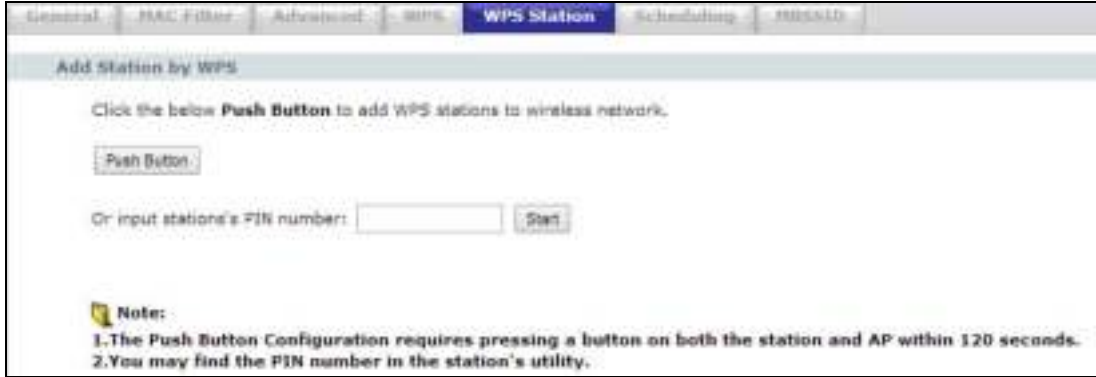 General MAC Filter Advanced WPS WPS Station Scheduling MBSSID
Add Station by WPS
Click the below Push Button to add WPS stations to wireless network.
Push Button
Or input stations's PIN number: Start
Note:
1.The Push Button Configuration requires pressing a button on both the station and AP within 120 seconds.
2.You may find the PIN number in the station's utility.